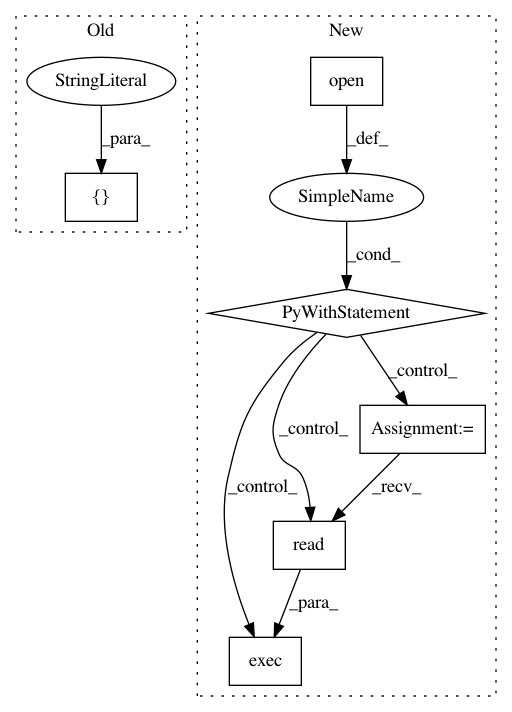 Old
New
StringLiteral
open
_para_
_def_
{}
SimpleName
_cond_
PyWithStatement
_control_
_control_
Assignment:=
_control_
_recv_
read
_para_
exec